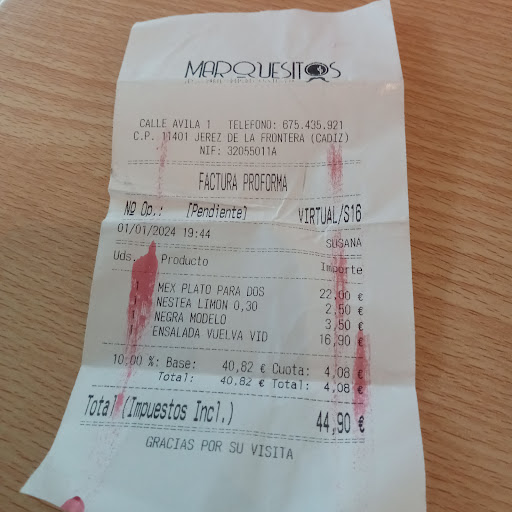 MARQUESITOS
CALLE AVILA 1 TELEFONO: 675.435.921
C.P. 11401 JEREZ DE LA FRONTERA (CADIZ)
NIF: 32055011A
FACTURA PROFORMA
Nº Op.: [Pendiente] VIRTUAL/S16
01/01/2024 19:44 SUSANA
Uds. Producto Importe
1 MEX PLATO PARA DOS 22,00 €
1 NESTEA LIMON 0,30 2,50 €
1 NEGRA MODELO 3,50 €
1 ENSALADA VUELVA VID 16,90 €
10,00 %: Base: 40,82 € Cuota: 4,08 €
Total: 40,82 € Total: 4,08 €
Total (Impuestos Incl.) 44,90 €
GRACIAS POR SU VISITA